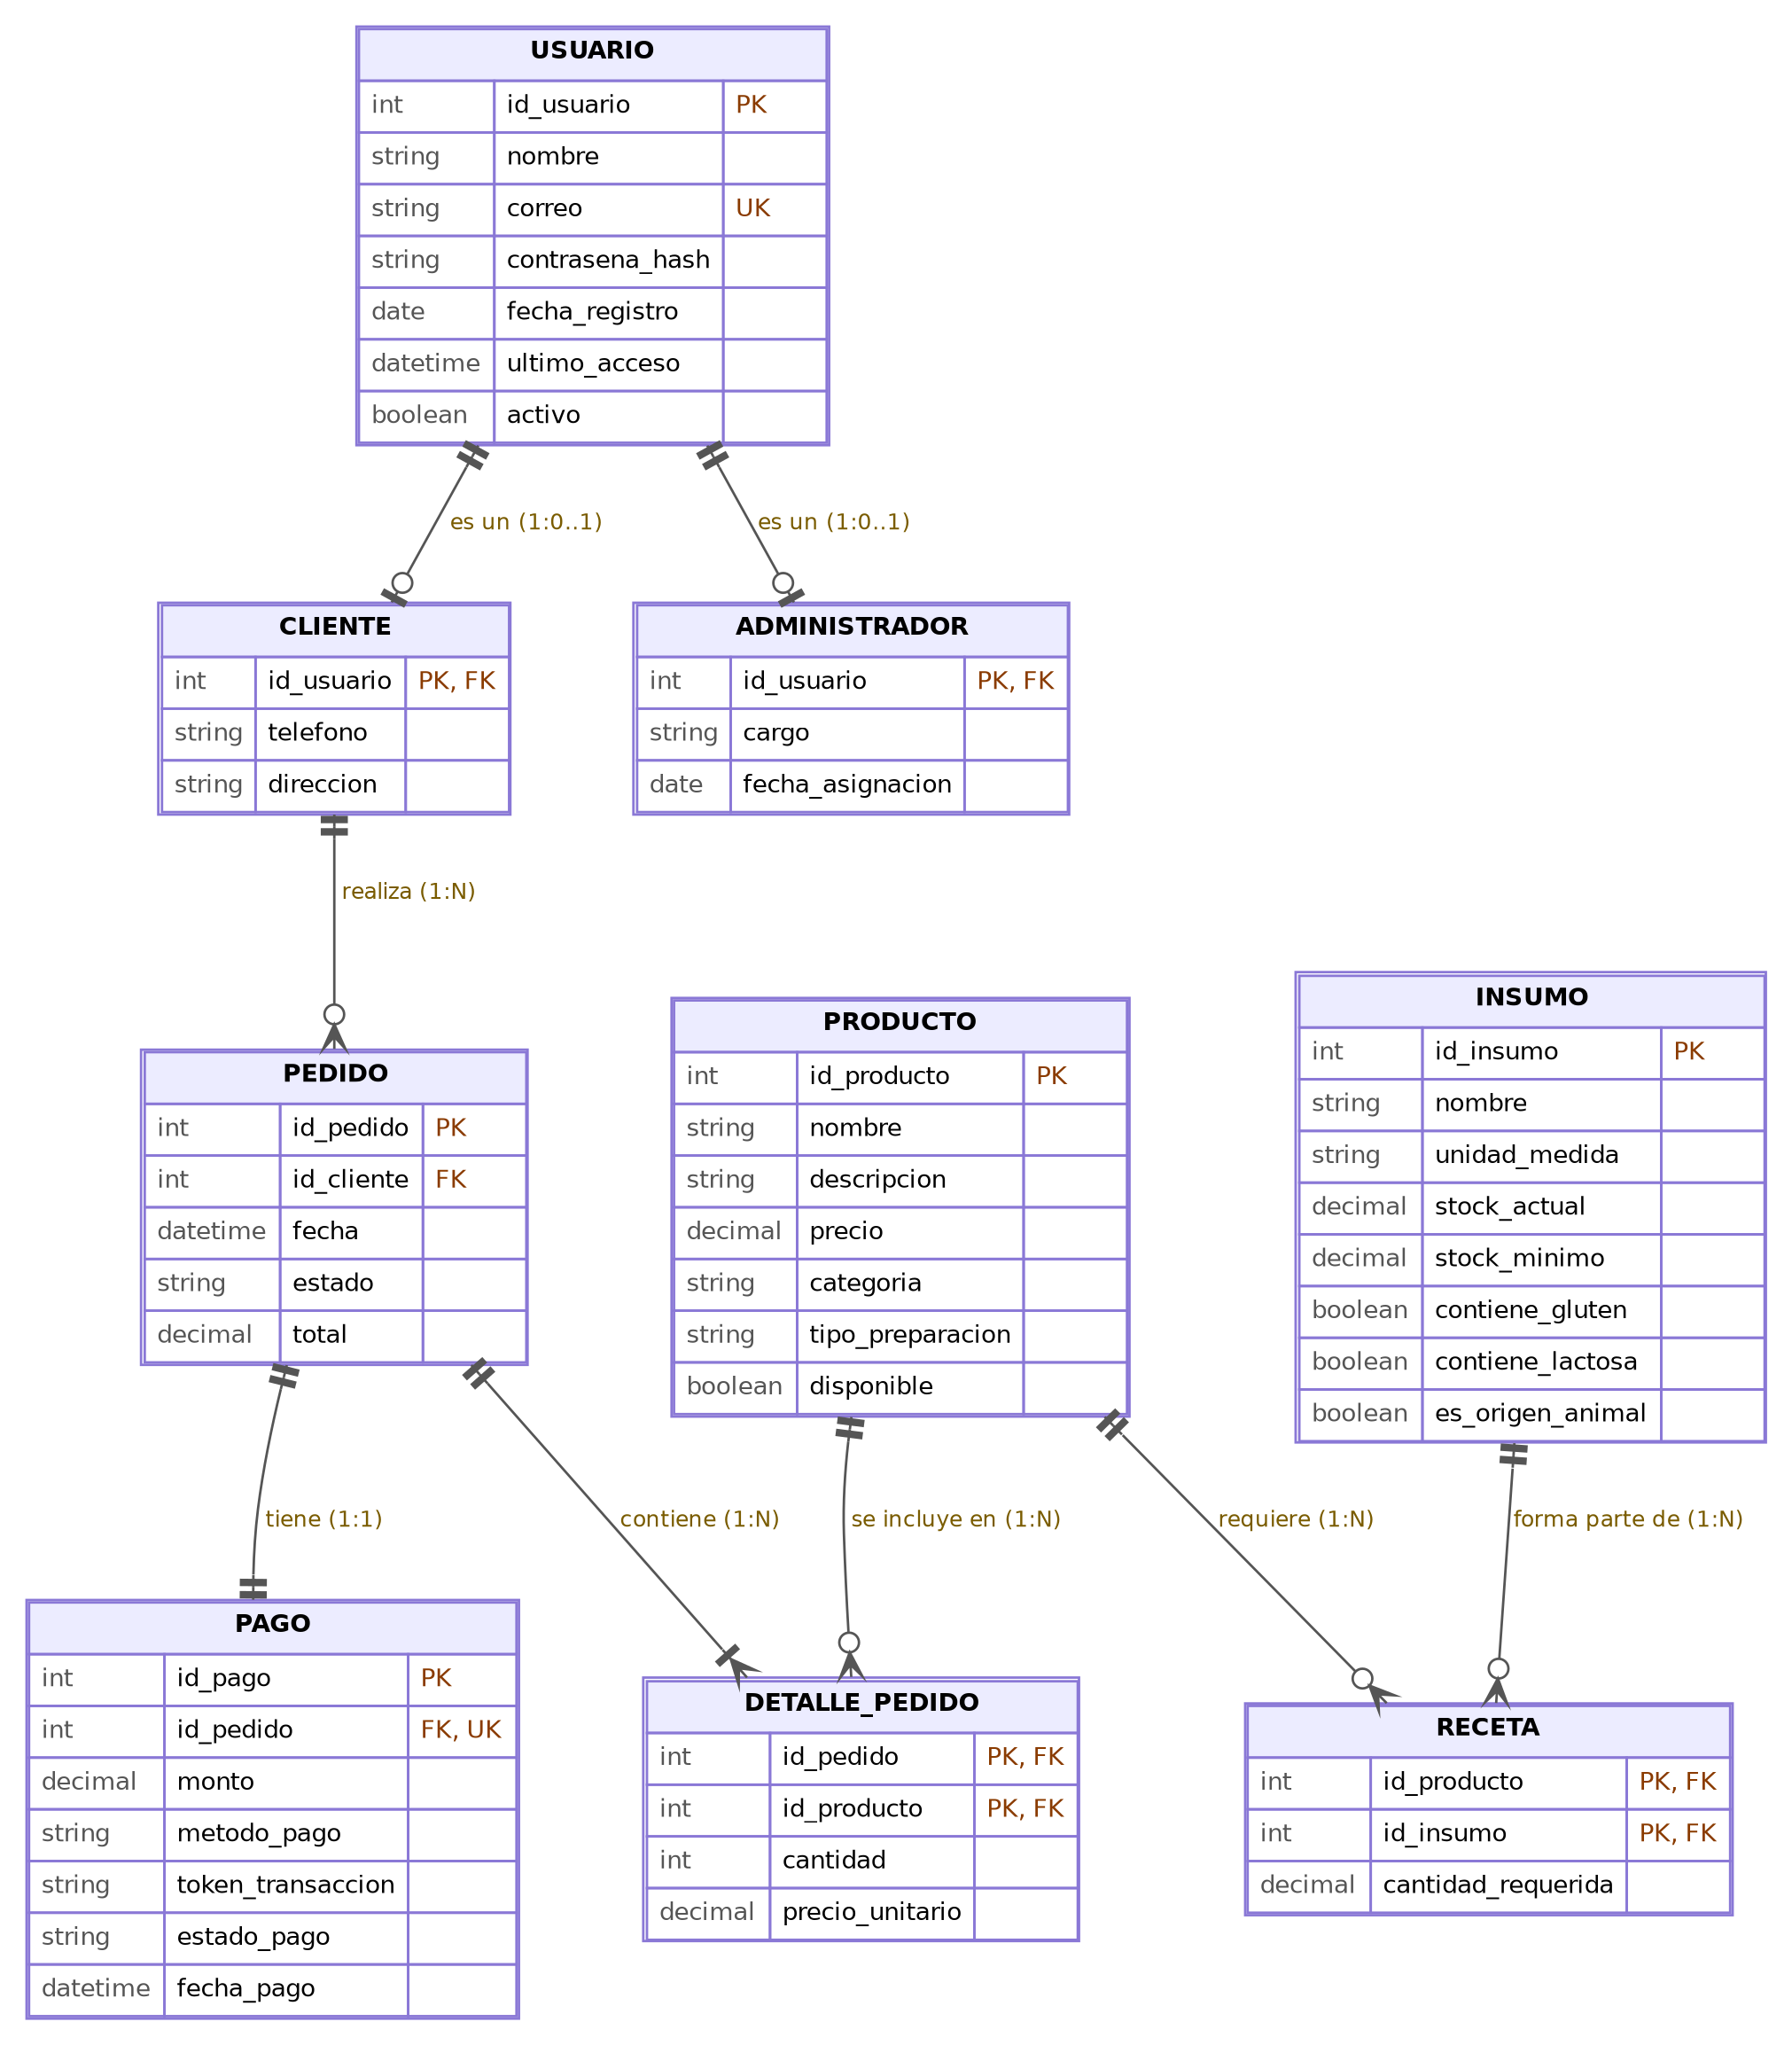 USUARIO
int id_usuario PK
string nombre
string correo UK
string contrasena_hash
date fecha_registro
datetime ultimo_acceso
boolean activo
es un (1:0..1)
es un (1:0..1)
CLIENTE
int id_usuario PK, FK
string telefono
string direccion
ADMINISTRADOR
int id_usuario PK, FK
string cargo
date fecha_asignacion
realiza (1:N)
PEDIDO
int id_pedido PK
int id_cliente FK
datetime fecha
string estado
decimal total
PRODUCTO
int id_producto PK
string nombre
string descripcion
decimal precio
string categoria
string tipo_preparacion
boolean disponible
INSUMO
int id_insumo PK
string nombre
string unidad_medida
decimal stock_actual
decimal stock_minimo
boolean contiene_gluten
boolean contiene_lactosa
boolean es_origen_animal
tiene (1:1)
contiene (1:N)
se incluye en (1:N)
requiere (1:N)
forma parte de (1:N)
PAGO
int id_pago PK
int id_pedido FK, UK
decimal monto
string metodo_pago
string token_transaccion
string estado_pago
datetime fecha_pago
DETALLE_PEDIDO
int id_pedido PK, FK
int id_producto PK, FK
int cantidad
decimal precio_unitario
RECETA
int id_producto PK, FK
int id_insumo PK, FK
decimal cantidad_requerida